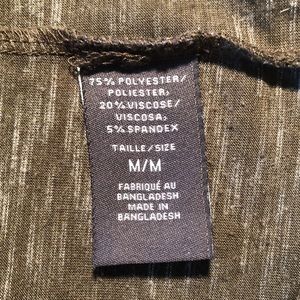 75% POLYESTER/
POLIESTER,
20% VISCOSE/
VISCOSA,
5% SPANDEX
TAILLE/SIZE
M/M
FABRIQUÉ AU
BANGLADESH
MADE IN
BANGLADESH